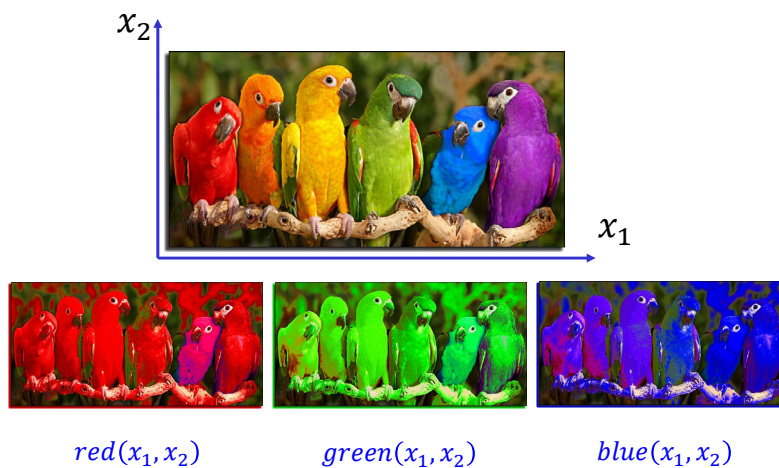 x₂
x₁
red(x₁, x₂)
green(x₁, x₂)
blue(x₁, x₂)